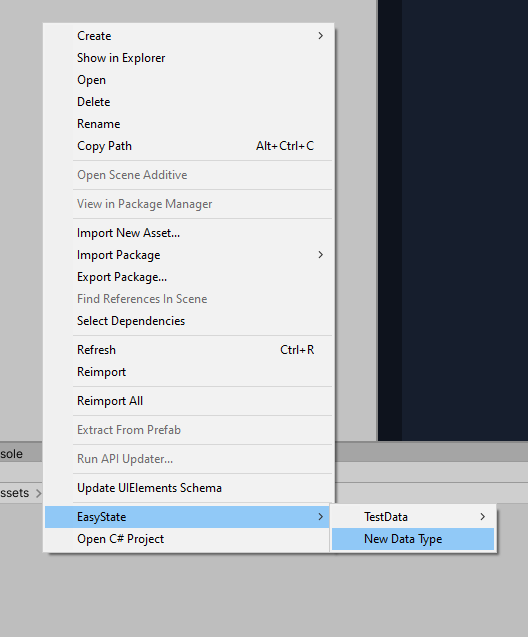 Create
Show in Explorer
Open
Delete
Rename
Copy Path Alt+Ctrl+C
Open Scene Additive
View in Package Manager
Import New Asset...
Import Package
Export Package...
Find References In Scene
Select Dependencies
Refresh Ctrl+R
Reimport
Reimport All
Extract From Prefab
sole
Run API Updater...
Update UIElements Schema
ssets
EasyState
TestData
Open C# Project
New Data Type